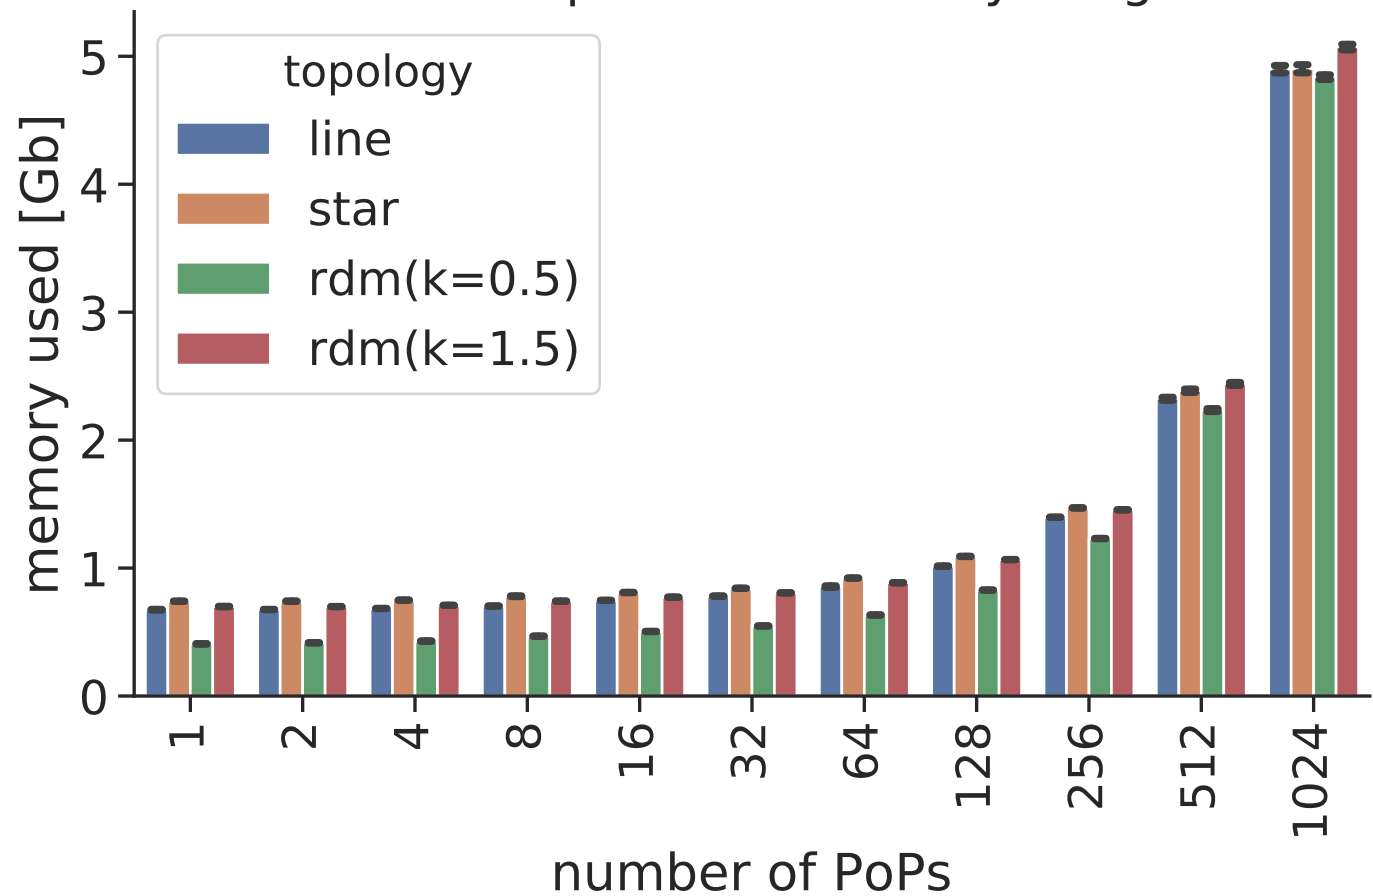 5
4
3
2
1
0
memory used [Gb]
topology
line
star
rdm(k=0.5)
rdm(k=1.5)
1
2
4
8
16
32
64
128
256
512
1024
number of PoPs